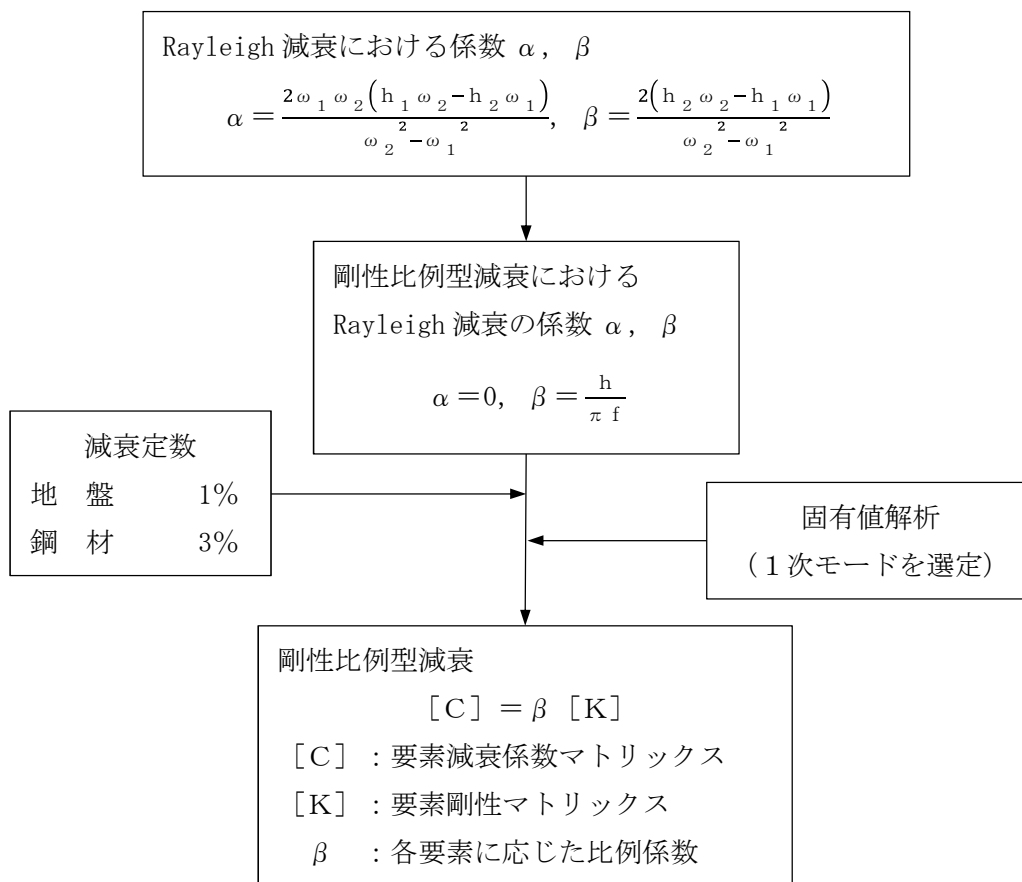 Rayleigh 減衰における係数 α, β
α＝2ω₁ω₂(h₁ω₂−h₂ω₁)/(ω₂²−ω₁²), β＝2(h₂ω₂−h₁ω₁)/(ω₂²−ω₁²)
剛性比例型減衰における
Rayleigh 減衰の係数 α, β
α＝0, β＝h/(π f)
減衰定数
地 盤 1%
鋼 材 3%
固有値解析
（１次モードを選定）
剛性比例型減衰
［Ｃ］＝β［Ｋ］
［Ｃ］：要素減衰係数マトリックス
［Ｋ］：要素剛性マトリックス
β ：各要素に応じた比例係数